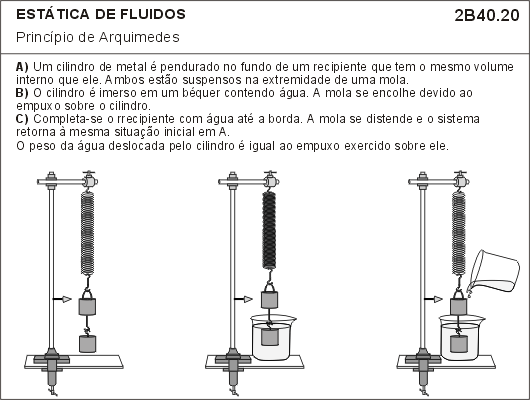 ESTÁTICA DE FLUIDOS 2B40.20
Princípio de Arquimedes
A) Um cilindro de metal é pendurado no fundo de um recipiente que tem o mesmo volume
interno que ele. Ambos estão suspensos na extremidade de uma mola.
B) O cilindro é imerso em um béquer contendo água. A mola se encolhe devido ao
empuxo sobre o cilindro.
C) Completa-se o rrecipiente com água até a borda. A mola se distende e o sistema
retorna à mesma situação inicial em A.
O peso da água deslocada pelo cilindro é igual ao empuxo exercido sobre ele.